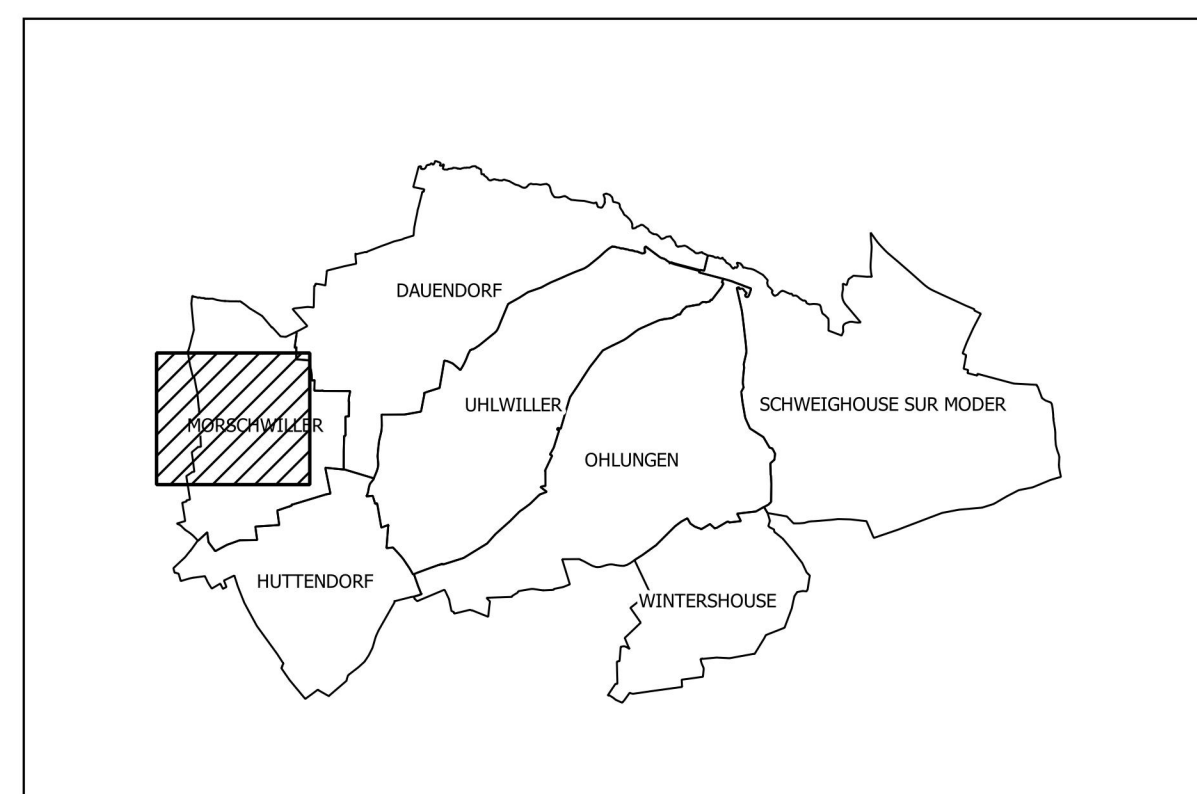 DAUENDORF
UHLWILLER
SCHWEIGHOUSE SUR MODER
MORSCHWILLER
OHLUNGEN
HUTTENDORF
WINTERSHOUSE